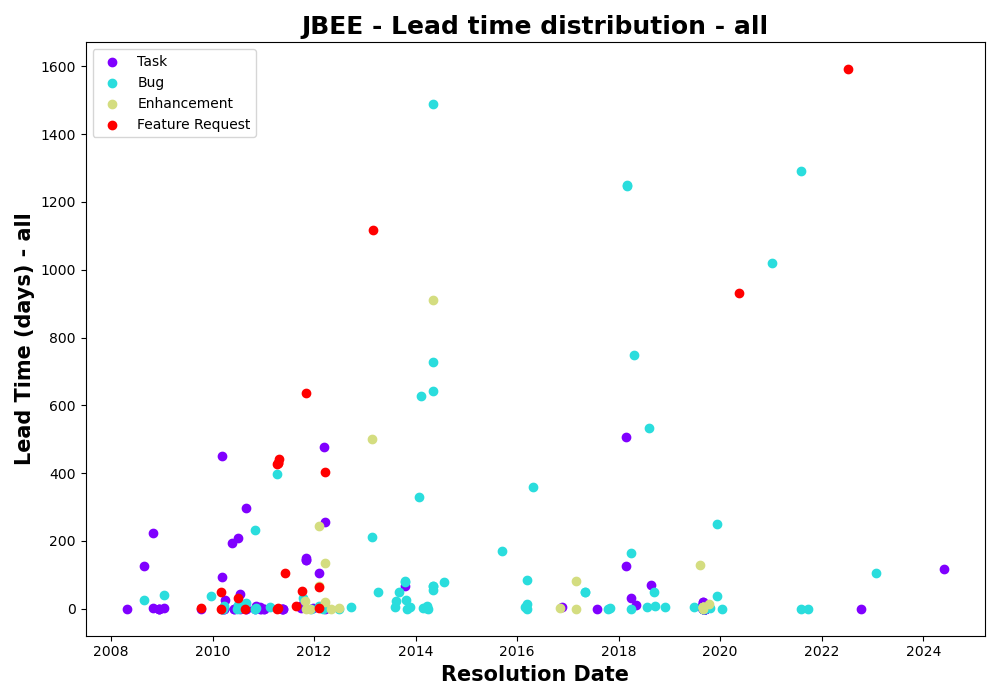 JBEE - Lead time distribution - all
Task
Bug
Enhancement
Feature Request
Lead Time (days) - all
1600
1400
1200
1000
800
600
400
200
0
2008 2010 2012 2014 2016 2018 2020 2022 2024
Resolution Date